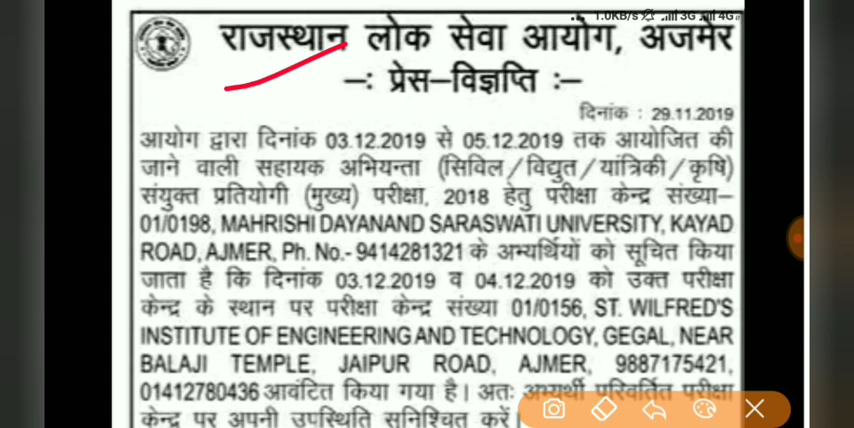 1.0KB/s 3G 4G
राजस्थान लोक सेवा आयोग, अजमेर
–: प्रेस–विज्ञप्ति :–
दिनांक : 29.11.2019
आयोग द्वारा दिनांक 03.12.2019 से 05.12.2019 तक आयोजित की
जाने वाली सहायक अभियन्ता (सिविल/विद्युत/यांत्रिकी/कृषि)
संयुक्त प्रतियोगी (मुख्य) परीक्षा, 2018 हेतु परीक्षा केन्द्र संख्या–
01/0198, MAHRISHI DAYANAND SARASWATI UNIVERSITY, KAYAD
ROAD, AJMER, Ph. No.- 9414281321 के अभ्यर्थियों को सूचित किया
जाता है कि दिनांक 03.12.2019 व 04.12.2019 को उक्त परीक्षा
केन्द्र के स्थान पर परीक्षा केन्द्र संख्या 01/0156, ST. WILFRED'S
INSTITUTE OF ENGINEERING AND TECHNOLOGY, GEGAL, NEAR
BALAJI TEMPLE, JAIPUR ROAD, AJMER, 9887175421,
01412780436 आवंटित किया गया है। अतः अभ्यर्थी परिवर्तित परीक्षा
केन्द्र पर अपनी उपस्थिति सुनिश्चित करें।